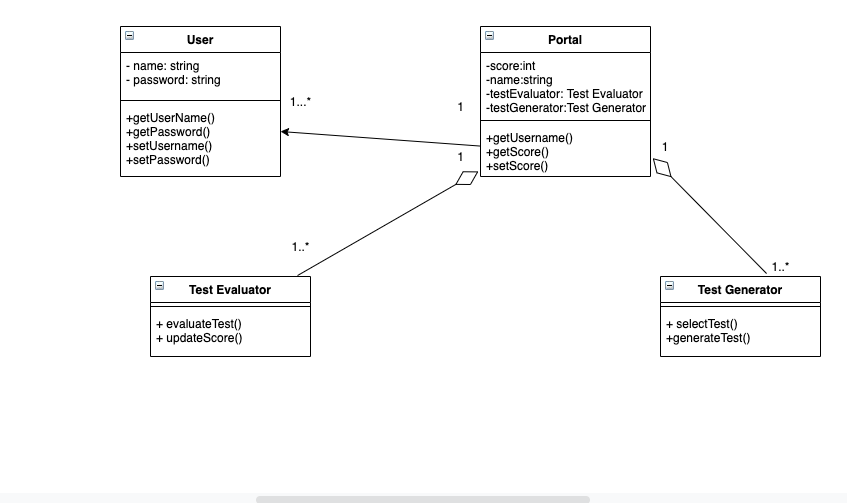 User
- name: string
- password: string
+getUserName()
+getPassword()
+setUsername()
+setPassword()
1...*
1
Portal
-score:int
-name:string
-testEvaluator: Test Evaluator
-testGenerator:Test Generator
+getUsername()
+getScore()
+setScore()
1
1
1..*
1..*
Test Evaluator
+ evaluateTest()
+ updateScore()
Test Generator
+ selectTest()
+generateTest()